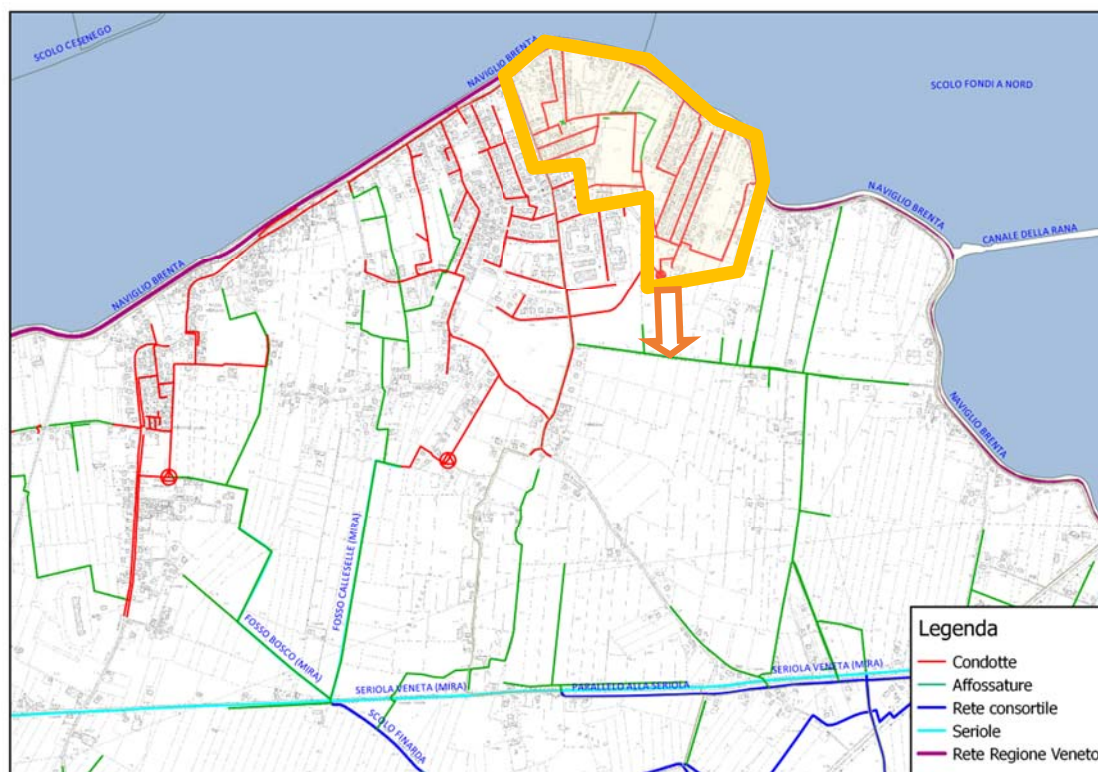 SCOLO CESENEGO
NAVIGLIO BRENTA
SCOLO FONDI A NORD
NAVIGLIO BRENTA
CANALE DELLA RANA
NAVIGLIO BRENTA
NAVIGLIO BRENTA
FOSSO CALLESELLE (MIRA)
FOSSO BOSCO (MIRA)
SERIOLA VENETA (MIRA)
SERIOLA VENETA (MIRA)
PARALLELO ALLA SERIOLA
SCOLO FINARDA
Legenda
Condotte
Affossature
Rete consortile
Seriole
Rete Regione Veneto